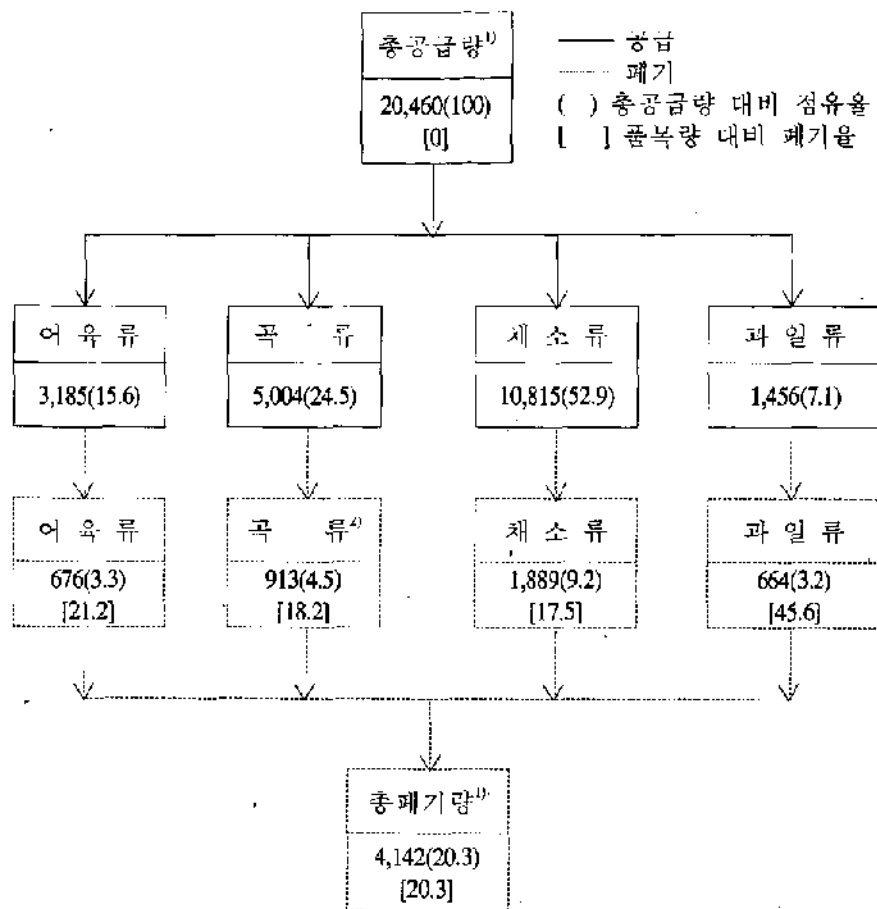 총공급량1)
20,460(100)
[0]
공급
폐기
( ) 총공급량 대비 점유율
[ ] 품목량 대비 폐기율
어 육 류
곡 류
채 소 류
과 일 류
3,185(15.6)
5,004(24.5)
10,815(52.9)
1,456(7.1)
어 육 류
곡 류2)
채 소 류
과 일 류
676(3.3)
913(4.5)
1,889(9.2)
664(3.2)
[21.2]
[18.2]
[17.5]
[45.6]
총폐기량1)
4,142(20.3)
[20.3]